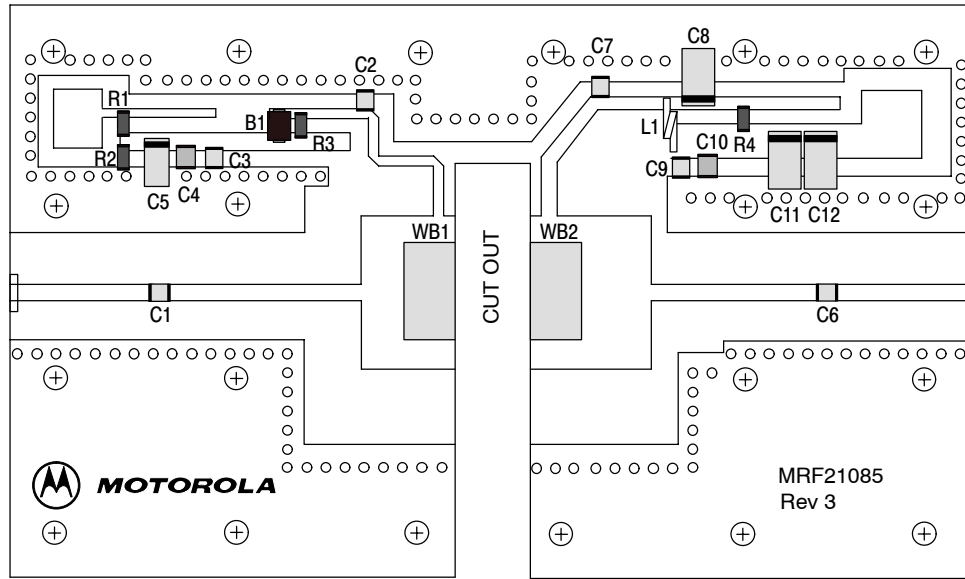 C7
C8
C2
R1
B1
R3
L1
R4
C10
R2
C5
C4
C3
C9
C11
C12
WB1
CUT OUT
WB2
C1
C6
MOTOROLA
MRF21085
Rev 3